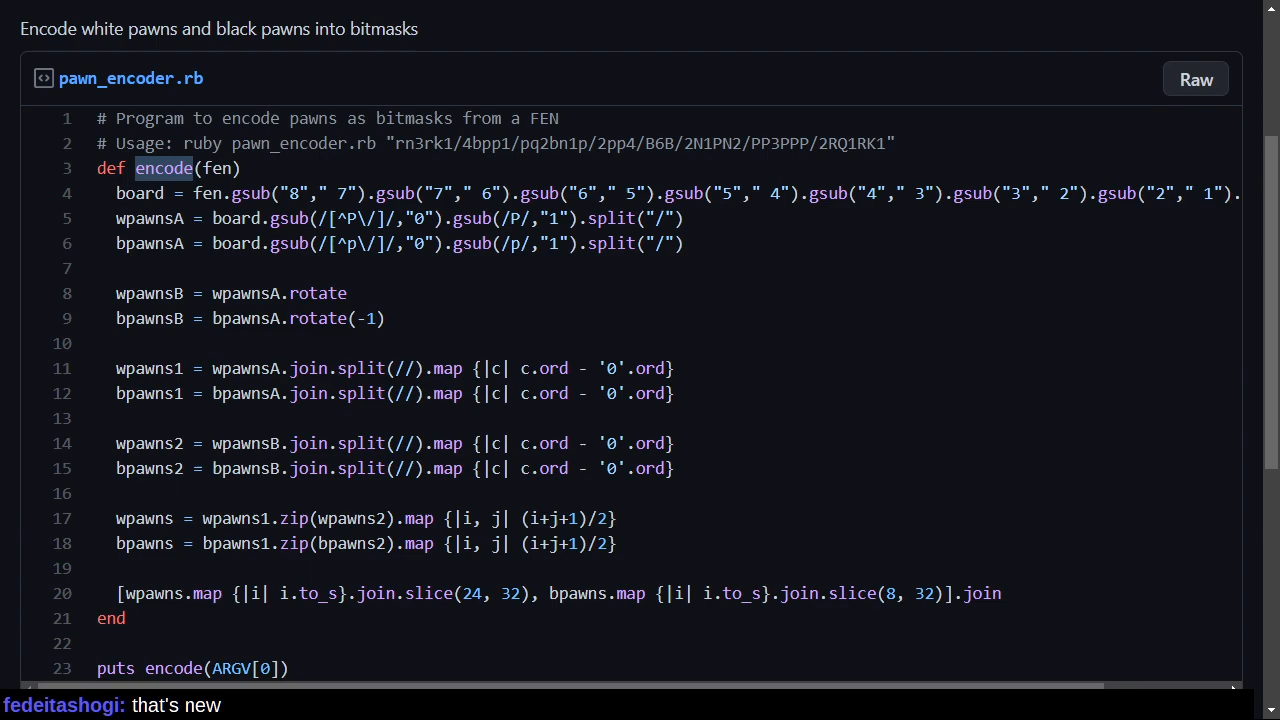 Encode white pawns and black pawns into bitmasks
pawn_encoder.rb
Raw
1 # Program to encode pawns as bitmasks from a FEN
2 # Usage: ruby pawn_encoder.rb "rn3rk1/4bpp1/pq2bn1p/2pp4/B6B/2N1PN2/PP3PPP/2RQ1RK1"
3 def encode(fen)
4 board = fen.gsub("8"," 7").gsub("7"," 6").gsub("6"," 5").gsub("5"," 4").gsub("4"," 3").gsub("3"," 2").gsub("2"," 1").
5 wpawnsA = board.gsub(/[^P\/]/,"0").gsub(/P/,"1").split("/")
6 bpawnsA = board.gsub(/[^p\/]/,"0").gsub(/p/,"1").split("/")
7
8 wpawnsB = wpawnsA.rotate
9 bpawnsB = bpawnsA.rotate(-1)
10
11 wpawns1 = wpawnsA.join.split(//).map {|c| c.ord - '0'.ord}
12 bpawns1 = bpawnsA.join.split(//).map {|c| c.ord - '0'.ord}
13
14 wpawns2 = wpawnsB.join.split(//).map {|c| c.ord - '0'.ord}
15 bpawns2 = bpawnsB.join.split(//).map {|c| c.ord - '0'.ord}
16
17 wpawns = wpawns1.zip(wpawns2).map {|i, j| (i+j+1)/2}
18 bpawns = bpawns1.zip(bpawns2).map {|i, j| (i+j+1)/2}
19
20 [wpawns.map {|i| i.to_s}.join.slice(24, 32), bpawns.map {|i| i.to_s}.join.slice(8, 32)].join
21 end
22
23 puts encode(ARGV[0])
fedeitashogi: that's new